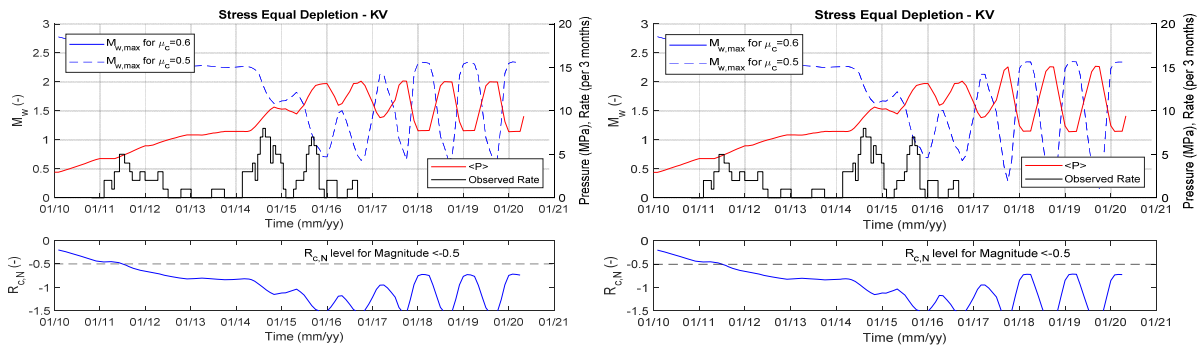 Stress Equal Depletion - KV
3
2.5
2
1.5
1
0.5
0
M_w (-)
20
15
10
5
0
Pressure (MPa), Rate (per 3 months)
M_w,max for μ_c=0.6
M_w,max for μ_c=0.5
<P>
Observed Rate
01/10 01/11 01/12 01/13 01/14 01/15 01/16 01/17 01/18 01/19 01/20 01/21
Time (mm/yy)
0
-0.5
-1
-1.5
R_c,N (-)
R_c,N level for Magnitude <-0.5
01/10 01/11 01/12 01/13 01/14 01/15 01/16 01/17 01/18 01/19 01/20 01/21
Time (mm/yy)
Stress Equal Depletion - KV
3
2.5
2
1.5
1
0.5
0
M_w (-)
20
15
10
5
0
Pressure (MPa), Rate (per 3 months)
M_w,max for μ_c=0.6
M_w,max for μ_c=0.5
<P>
Observed Rate
01/10 01/11 01/12 01/13 01/14 01/15 01/16 01/17 01/18 01/19 01/20 01/21
Time (mm/yy)
0
-0.5
-1
-1.5
R_c,N (-)
R_c,N level for Magnitude <-0.5
01/10 01/11 01/12 01/13 01/14 01/15 01/16 01/17 01/18 01/19 01/20 01/21
Time (mm/yy)